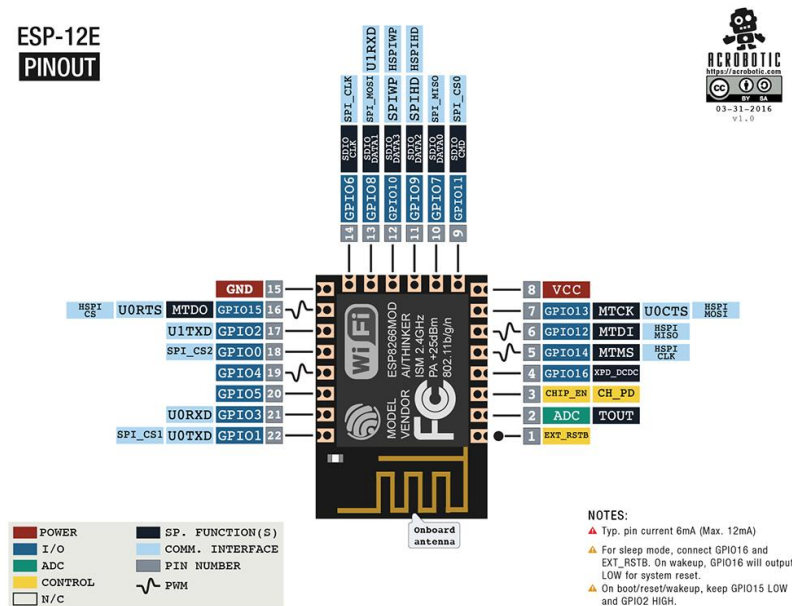 ESP-12E
PINOUT
ACROBOTIC
https://acrobotic.com
CC BY SA
03-31-2016
v1.0
SPI_CLK
SDIO CLK
GPIO6
14
U1RXD
SPI_MOSI
SDIO DATA1
GPIO8
13
HSPIWP
SPIWP
SDIO DATA3
GPIO10
12
HSPIHD
SPIHD
SDIO DATA2
GPIO9
11
SPI_MISO
SDIO DATA0
GPIO7
10
SPI_CS0
SDIO CMD
GPIO11
9
GND 15
HSPI CS U0RTS MTDO GPIO15 16
U1TXD GPIO2 17
SPI_CS2 GPIO0 18
GPIO4 19
GPIO5 20
U0RXD GPIO3 21
SPI_CS1 U0TXD GPIO1 22
WiFi
ESP8266MOD
AI/THINKER
ISM 2.4GHz
PA +25dBm
802.11b/g/n
MODEL
VENDOR
FC
8 VCC
7 GPIO13 MTCK U0CTS HSPI MOSI
6 GPIO12 MTDI HSPI MISO
5 GPIO14 MTMS HSPI CLK
4 GPIO16 XPD_DCDC
3 CHIP_EN CH_PD
2 ADC TOUT
1 EXT_RSTB
Onboard
antenna
POWER
I/O
ADC
CONTROL
N/C
SP. FUNCTION(S)
COMM. INTERFACE
PIN NUMBER
PWM
NOTES:
Typ. pin current 6mA (Max. 12mA)
For sleep mode, connect GPIO16 and
EXT_RSTB. On wakeup, GPIO16 will output
LOW for system reset.
On boot/reset/wakeup, keep GPIO15 LOW
and GPIO2 HIGH.